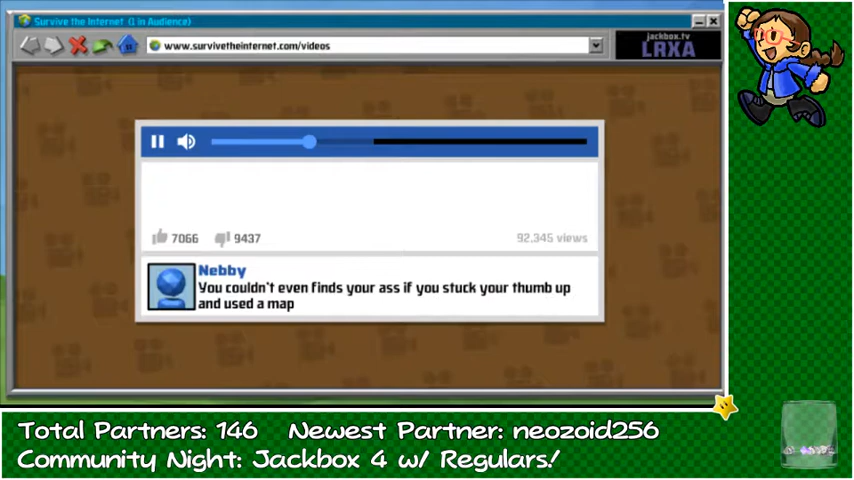 Survive the Internet (1 in Audience)
www.survivetheinternet.com/videos
jackbox.tv
LRXA
7066 9437 92,345 views
Nebby
You couldn't even finds your ass if you stuck your thumb up
and used a map
Total Partners: 146 Newest Partner: neozoid256
Community Night: Jackbox 4 w/ Regulars!